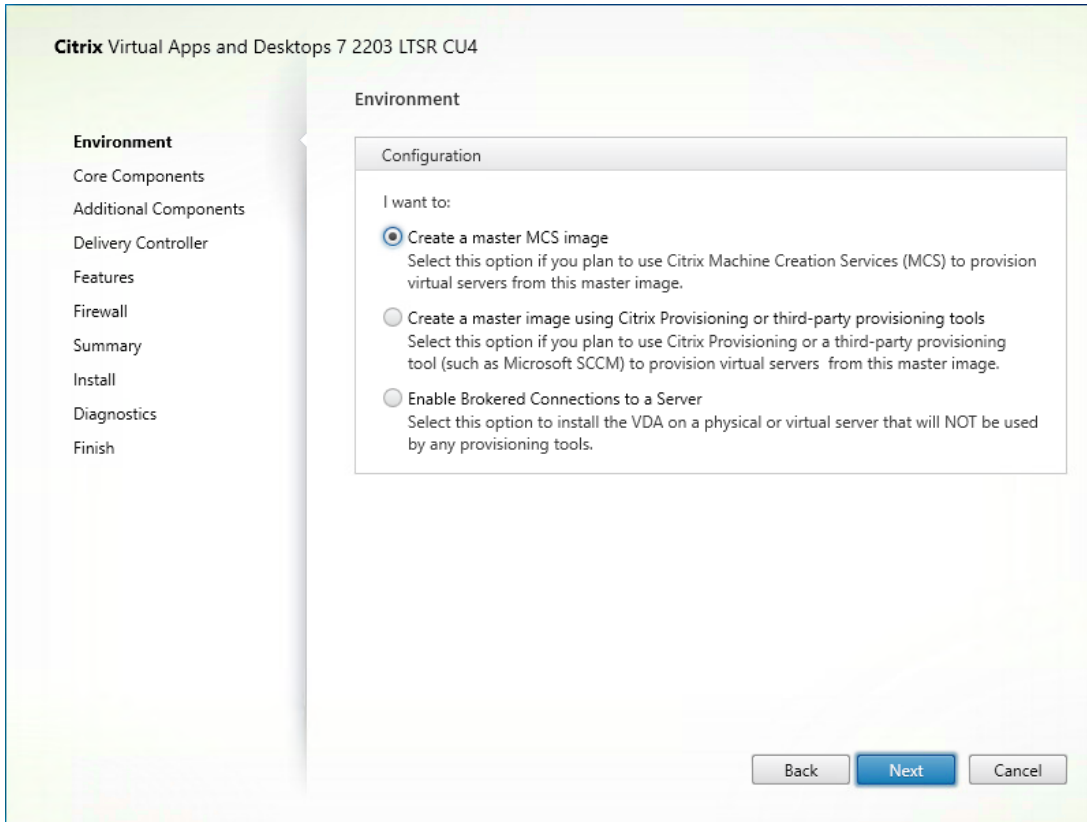 Citrix Virtual Apps and Desktops 7 2203 LTSR CU4
Environment
Core Components
Additional Components
Delivery Controller
Features
Firewall
Summary
Install
Diagnostics
Finish
Environment
Configuration
I want to:
Create a master MCS image
Select this option if you plan to use Citrix Machine Creation Services (MCS) to provision
virtual servers from this master image.
Create a master image using Citrix Provisioning or third-party provisioning tools
Select this option if you plan to use Citrix Provisioning or a third-party provisioning
tool (such as Microsoft SCCM) to provision virtual servers  from this master image.
Enable Brokered Connections to a Server
Select this option to install the VDA on a physical or virtual server that will NOT be used
by any provisioning tools.
Back
Next
Cancel